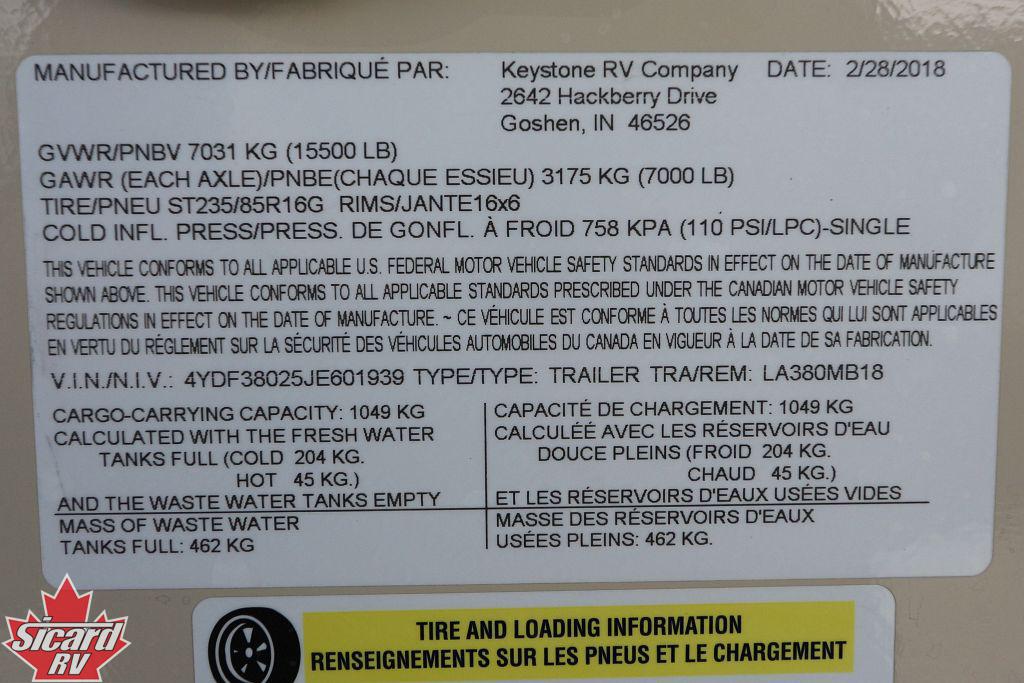 MANUFACTURED BY/FABRIQUÉ PAR: Keystone RV Company DATE: 2/28/2018
2642 Hackberry Drive
Goshen, IN 46526
GVWR/PNBV 7031 KG (15500 LB)
GAWR (EACH AXLE)/PNBE(CHAQUE ESSIEU) 3175 KG (7000 LB)
TIRE/PNEU ST235/85R16G RIMS/JANTE16x6
COLD INFL. PRESS/PRESS. DE GONFL. À FROID 758 KPA (110 PSI/LPC)-SINGLE
THIS VEHICLE CONFORMS TO ALL APPLICABLE U.S. FEDERAL MOTOR VEHICLE SAFETY STANDARDS IN EFFECT ON THE DATE OF MANUFACTURE
SHOWN ABOVE. THIS VEHICLE CONFORMS TO ALL APPLICABLE STANDARDS PRESCRIBED UNDER THE CANADIAN MOTOR VEHICLE SAFETY
REGULATIONS IN EFFECT ON THE DATE OF MANUFACTURE. ~ CE VÉHICULE EST CONFORME À TOUTES LES NORMES QUI LUI SONT APPLICABLES
EN VERTU DU RÉGLEMENT SUR LA SÉCURITÉ DES VÉHICULES AUTOMOBILES DU CANADA EN VIGUEUR À LA DATE DE SA FABRICATION.
V.I.N./N.I.V.: 4YDF38025JE601939 TYPE/TYPE: TRAILER TRA/REM: LA380MB18
CARGO-CARRYING CAPACITY: 1049 KG
CALCULATED WITH THE FRESH WATER
TANKS FULL (COLD 204 KG.
HOT 45 KG.)
AND THE WASTE WATER TANKS EMPTY
MASS OF WASTE WATER
TANKS FULL: 462 KG
CAPACITÉ DE CHARGEMENT: 1049 KG
CALCULÉE AVEC LES RÉSERVOIRS D'EAU
DOUCE PLEINS (FROID 204 KG.
CHAUD 45 KG.)
ET LES RÉSERVOIRS D'EAUX USÉES VIDES
MASSE DES RÉSERVOIRS D'EAUX
USÉES PLEINS: 462 KG.
TIRE AND LOADING INFORMATION
RENSEIGNEMENTS SUR LES PNEUS ET LE CHARGEMENT
Sicard
RV